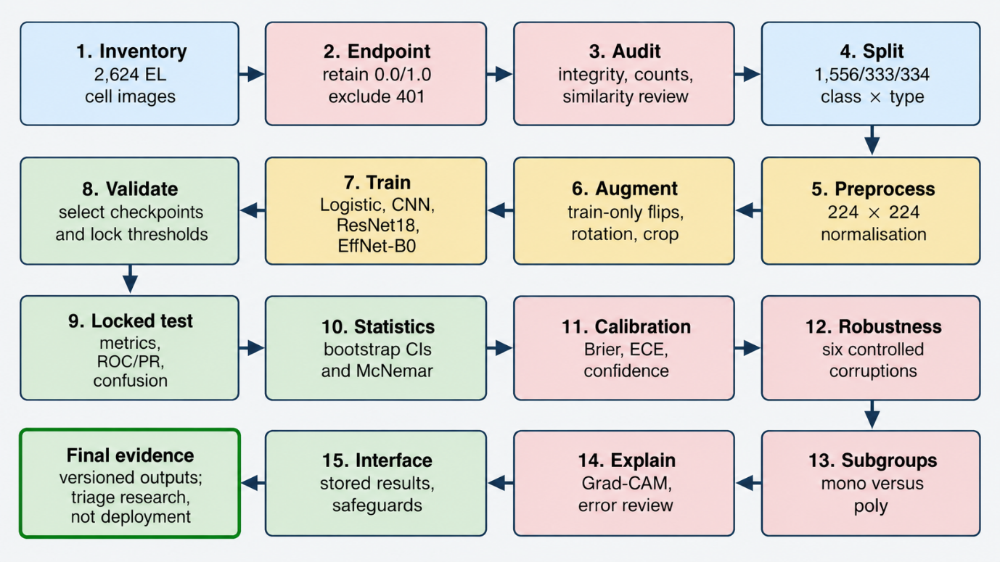 1. Inventory
2,624 EL
cell images
2. Endpoint
retain 0.0/1.0
exclude 401
3. Audit
integrity, counts,
similarity review
4. Split
1,556/333/334
class × type
5. Preprocess
224 × 224
normalisation
6. Augment
train-only flips,
rotation, crop
7. Train
Logistic, CNN,
ResNet18,
EffNet-B0
8. Validate
select checkpoints
and lock thresholds
9. Locked test
metrics,
ROC/PR,
confusion
10. Statistics
bootstrap CIs
and McNemar
11. Calibration
Brier, ECE,
confidence
12. Robustness
six controlled
corruptions
13. Subgroups
mono versus
poly
14. Explain
Grad-CAM,
error review
15. Interface
stored results,
safeguards
Final evidence
versioned outputs;
triage research,
not deployment